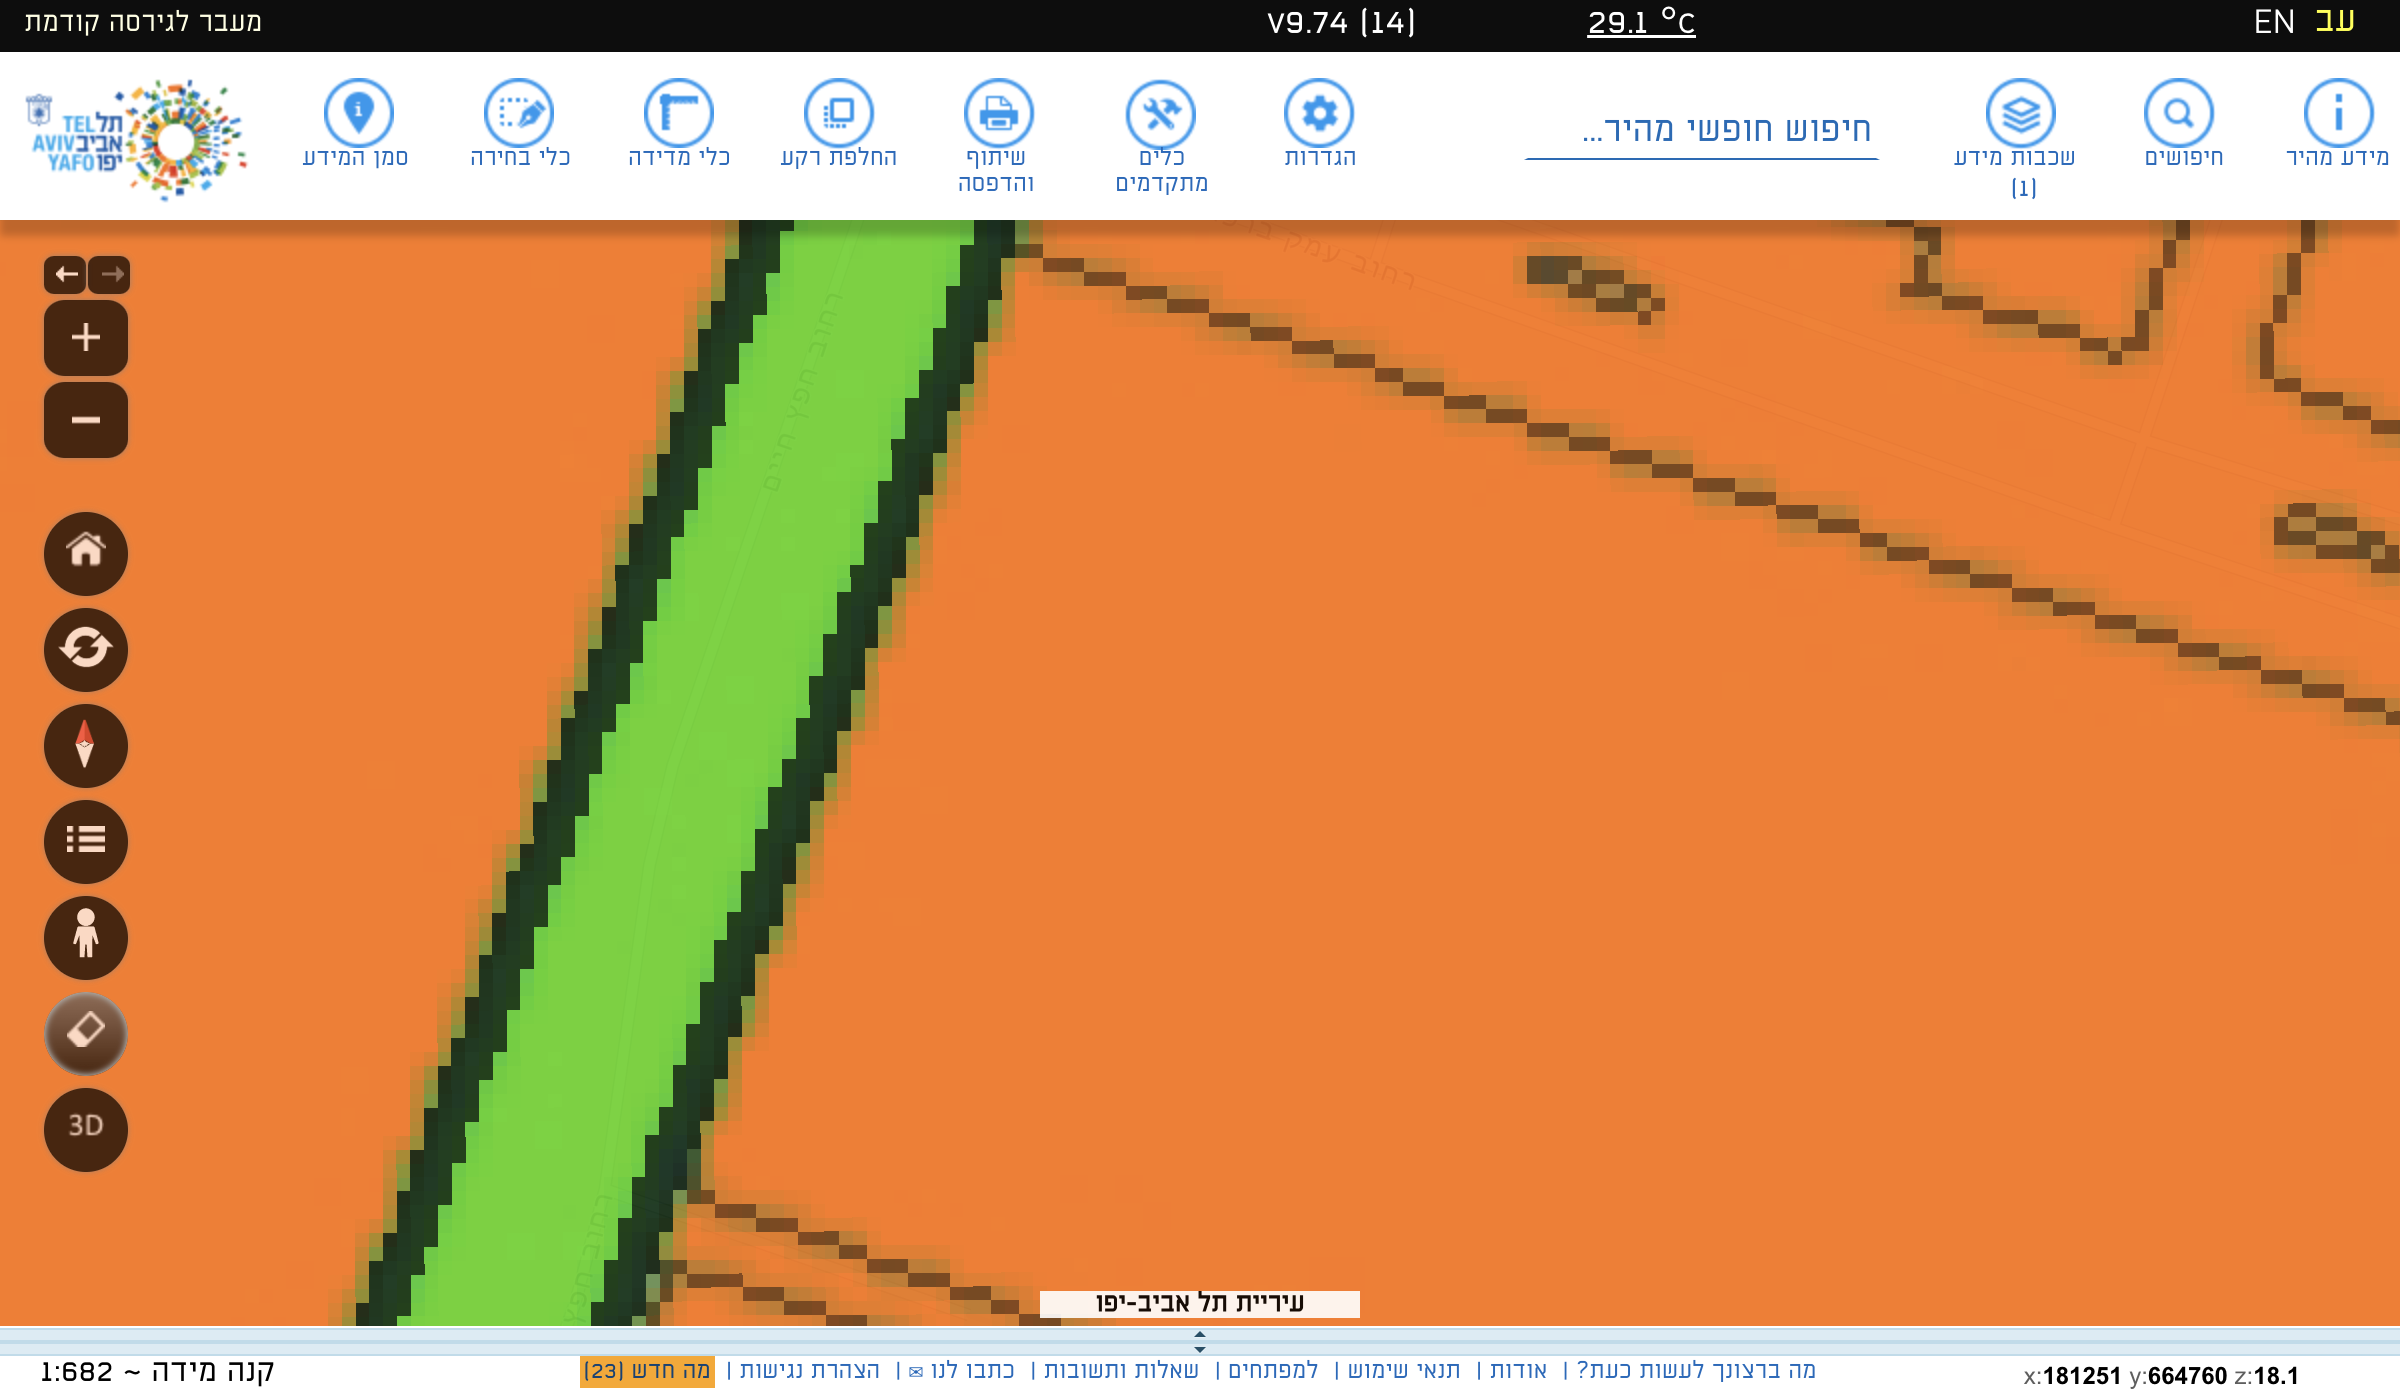 מעבר לגירסה קודמת
V9.74 (14)
29.1 °C
EN עב
תל TEL
אביב AVIV
יפו YAFO
סמן המידע
כלי בחירה
כלי מדידה
החלפת רקע
שיתוף והדפסה
כלים מתקדמים
הגדרות
חיפוש חופשי מהיר...
שכבות מידע (1)
חיפושים
מידע מהיר
רחוב חפץ חיים
רחוב עמק ברכ
3D
רחוב חפץ
עיריית תל אביב-יפו
קנה מידה ~ 1:682
מה ברצונך לעשות כעת? | אודות | תנאי שימוש | למפתחים | שאלות ותשובות | כתבו לנו ✉ | הצהרת נגישות | מה חדש (23)
x:181251 y:664760 z:18.1